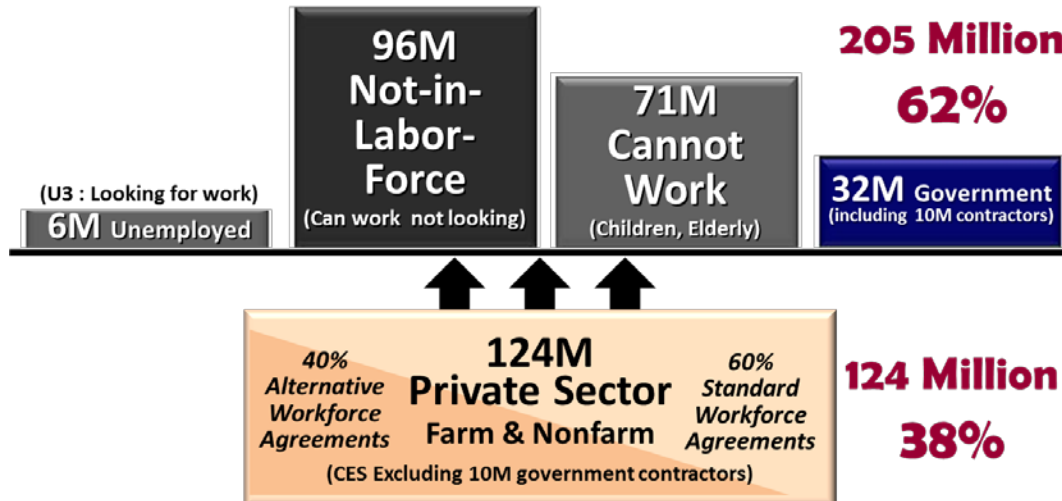 (U3 : Looking for work)
6M Unemployed
96M
Not-in-
Labor-
Force
(Can work not looking)
71M
Cannot
Work
(Children, Elderly)
32M Government
(including 10M contractors)
205 Million
62%
40%
Alternative
Workforce
Agreements
124M
Private Sector
Farm & Nonfarm
(CES Excluding 10M government contractors)
60%
Standard
Workforce
Agreements
124 Million
38%